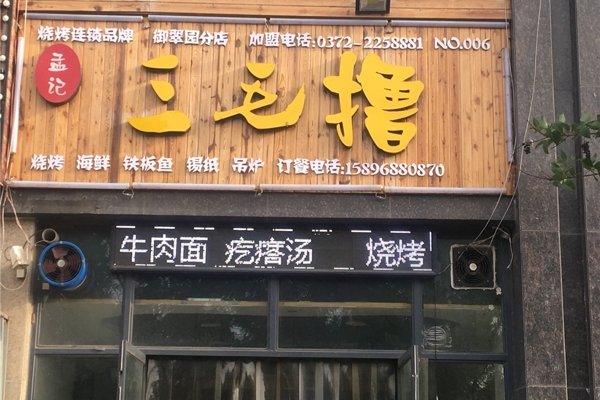 烧烤连锁品牌 御翠园分店 加盟电话:0372-2258881 NO.006
孟记
三毛撸
烧烤 海鲜 铁板鱼 锡纸 吊炉 订餐电话:15896880870
牛肉面 疙瘩汤 烧烤